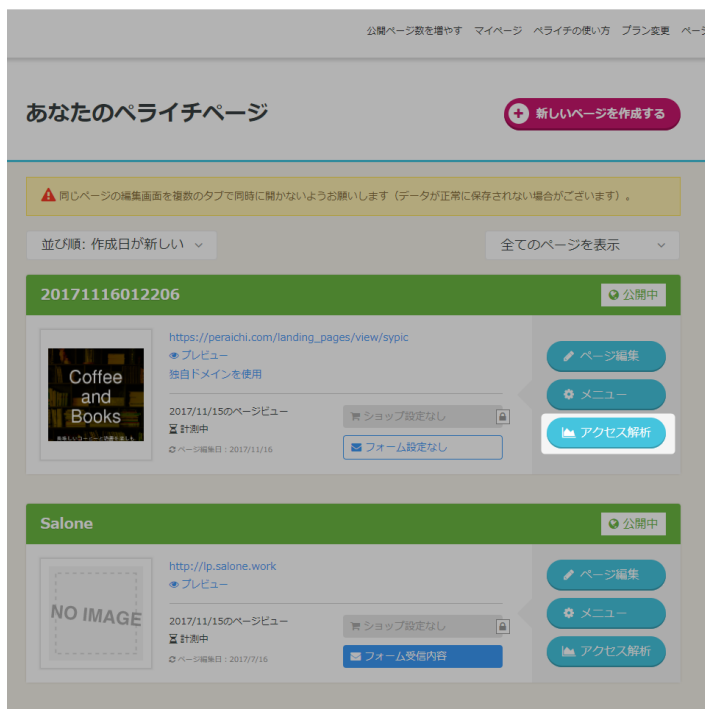 公開ページ数を増やす マイページ ペライチの使い方 プラン変更 ペー
あなたのペライチページ
新しいページを作成する
同じページの編集画面を複数のタブで同時に開かないようお願いします（データが正常に保存されない場合がございます）。
並び順: 作成日が新しい
全てのページを表示
20171116012206
公開中
Coffee
and
Books
https://peraichi.com/landing_pages/view/sypic
プレビュー
独自ドメインを使用
2017/11/15のページビュー
計測中
ページ編集日：2017/11/16
ショップ設定なし
フォーム設定なし
ページ編集
メニュー
アクセス解析
Salone
公開中
NO IMAGE
http://lp.salone.work
プレビュー
2017/11/15のページビュー
計測中
ページ編集日：2017/7/16
ショップ設定なし
フォーム受信内容
ページ編集
メニュー
アクセス解析